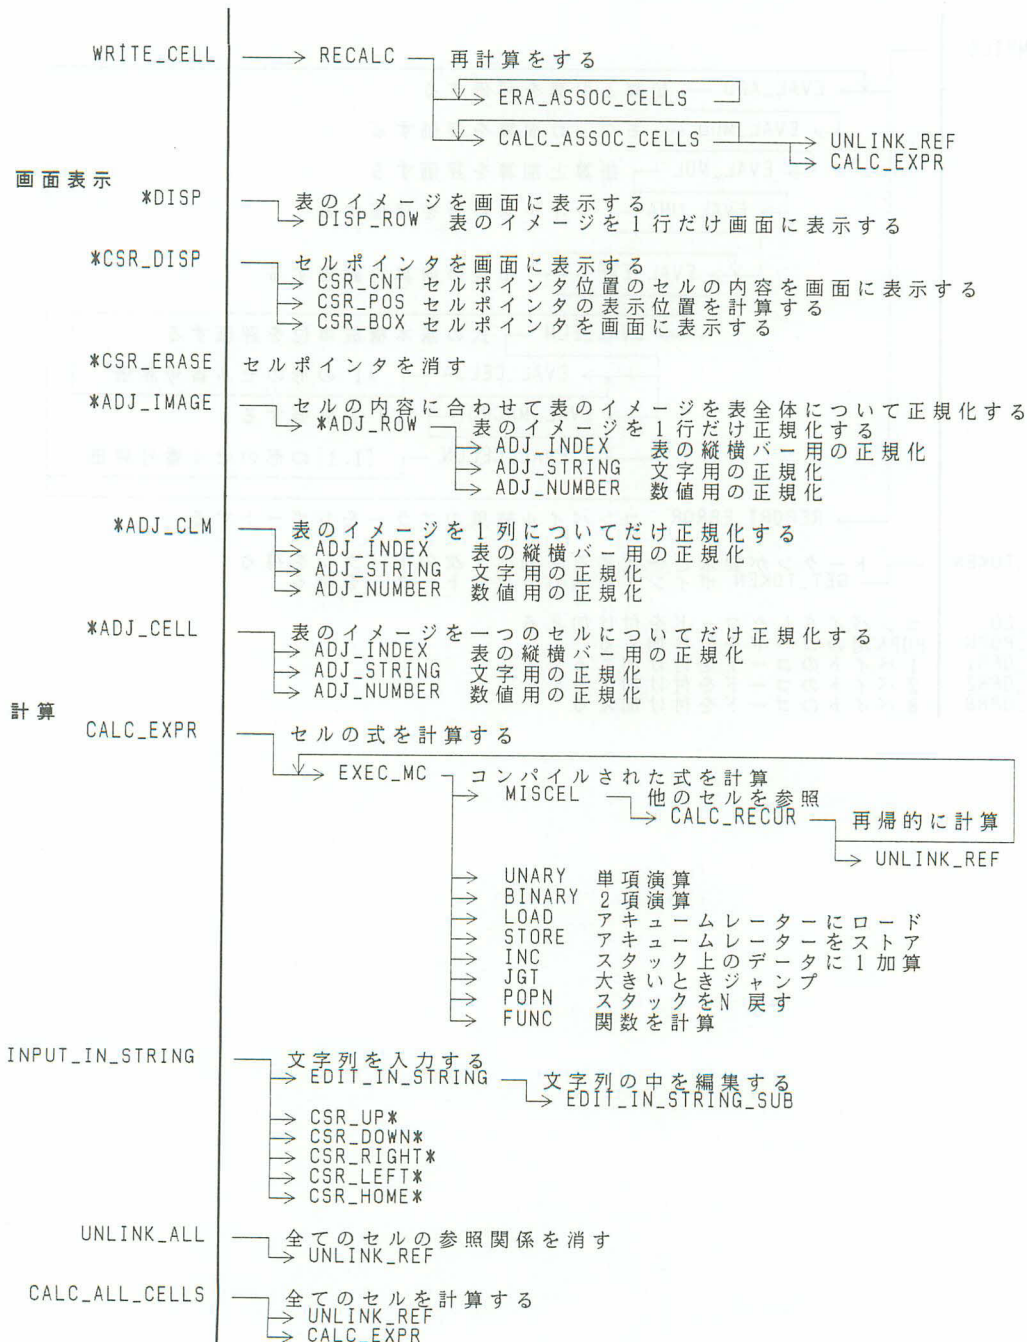 WRITE_CELL RECALC 再計算をする
ERA_ASSOC_CELLS
CALC_ASSOC_CELLS UNLINK_REF
CALC_EXPR
画面表示
*DISP 表のイメージを画面に表示する
DISP_ROW 表のイメージを1行だけ画面に表示する
*CSR_DISP セルポインタを画面に表示する
CSR_CNT セルポインタ位置のセルの内容を画面に表示する
CSR_POS セルポインタの表示位置を計算する
CSR_BOX セルポインタを画面に表示する
*CSR_ERASE セルポインタを消す
*ADJ_IMAGE セルの内容に合わせて表のイメージを表全体について正規化する
*ADJ_ROW 表のイメージを1行だけ正規化する
ADJ_INDEX 表の縦横バー用の正規化
ADJ_STRING 文字用の正規化
ADJ_NUMBER 数値用の正規化
*ADJ_CLM 表のイメージを1列についてだけ正規化する
ADJ_INDEX 表の縦横バー用の正規化
ADJ_STRING 文字用の正規化
ADJ_NUMBER 数値用の正規化
*ADJ_CELL 表のイメージを一つのセルについてだけ正規化する
ADJ_INDEX 表の縦横バー用の正規化
ADJ_STRING 文字用の正規化
ADJ_NUMBER 数値用の正規化
計算
CALC_EXPR セルの式を計算する
EXEC_MC コンパイルされた式を計算
MISCEL 他のセルを参照
CALC_RECUR 再帰的に計算
UNLINK_REF
UNARY 単項演算
BINARY 2項演算
LOAD アキュームレーターにロード
STORE アキュームレーターをストア
INC スタック上のデータに1加算
JGT 大きいときジャンプ
POPN スタックをN戻す
FUNC 関数を計算
INPUT_IN_STRING 文字列を入力する
EDIT_IN_STRING 文字列の中を編集する
EDIT_IN_STRING_SUB
CSR_UP*
CSR_DOWN*
CSR_RIGHT*
CSR_LEFT*
CSR_HOME*
UNLINK_ALL 全てのセルの参照関係を消す
UNLINK_REF
CALC_ALL_CELLS 全てのセルを計算する
UNLINK_REF
CALC_EXPR